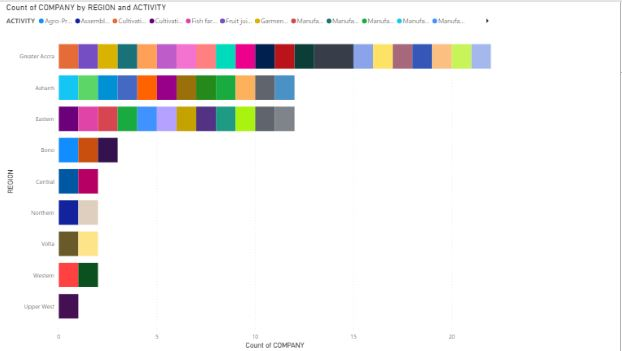 Count of COMPANY by REGION and ACTIVITY
ACTIVITY Agro-Pr... Assembl... Cultivati... Cultivati... Fish far... Fruit jui... Garmen... Manufa... Manufa... Manufa... Manufa... Manufa...
Greater Accra
Ashanti
Eastern
Bono
Central
Northern
Volta
Western
Upper West
REGION
0 5 10 15 20
Count of COMPANY